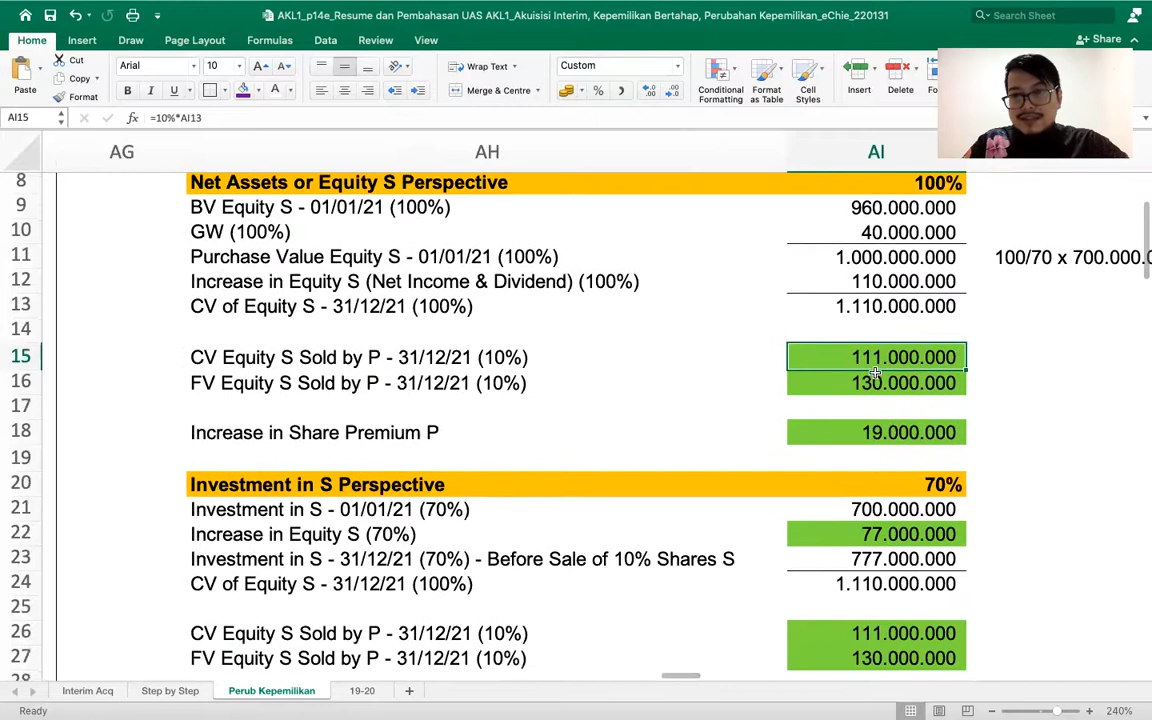 AKL1_p14e_Resume dan Pembahasan UAS AKL1_Akuisisi Interim, Kepemilikan Bertahap, Perubahan Kepemilikan_eChie_220131
Search Sheet
Home Insert Draw Page Layout Formulas Data Review View
Share
Paste
Cut
Copy
Format
Arial 10
B I U
Wrap Text
Merge & Centre
Custom
Conditional Formatting
Format as Table
Cell Styles
Insert
Delete
AI15 fx =10%*AI13
AG AH AI
8 Net Assets or Equity S Perspective 100%
9 BV Equity S - 01/01/21 (100%) 960.000.000
10 GW (100%) 40.000.000
11 Purchase Value Equity S - 01/01/21 (100%) 1.000.000.000 100/70 x 700.000.0
12 Increase in Equity S (Net Income & Dividend) (100%) 110.000.000
13 CV of Equity S - 31/12/21 (100%) 1.110.000.000
14
15 CV Equity S Sold by P - 31/12/21 (10%) 111.000.000
16 FV Equity S Sold by P - 31/12/21 (10%) 130.000.000
17
18 Increase in Share Premium P 19.000.000
19
20 Investment in S Perspective 70%
21 Investment in S - 01/01/21 (70%) 700.000.000
22 Increase in Equity S (70%) 77.000.000
23 Investment in S - 31/12/21 (70%) - Before Sale of 10% Shares S 777.000.000
24 CV of Equity S - 31/12/21 (100%) 1.110.000.000
25
26 CV Equity S Sold by P - 31/12/21 (10%) 111.000.000
27 FV Equity S Sold by P - 31/12/21 (10%) 130.000.000
Interim Acq Step by Step Perub Kepemilikan 19-20 +
Ready 240%